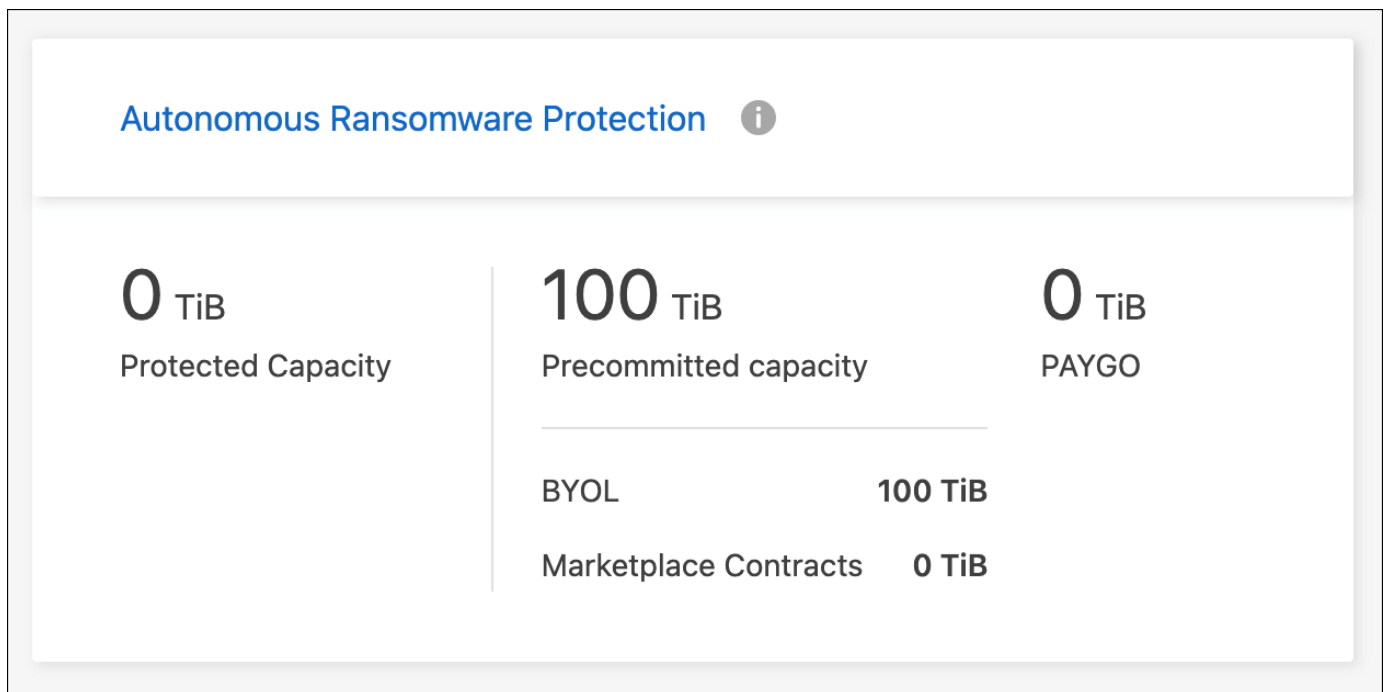 Autonomous Ransomware Protection
0 TiB
Protected Capacity
100 TiB
Precommitted capacity
BYOL 100 TiB
Marketplace Contracts 0 TiB
0 TiB
PAYGO